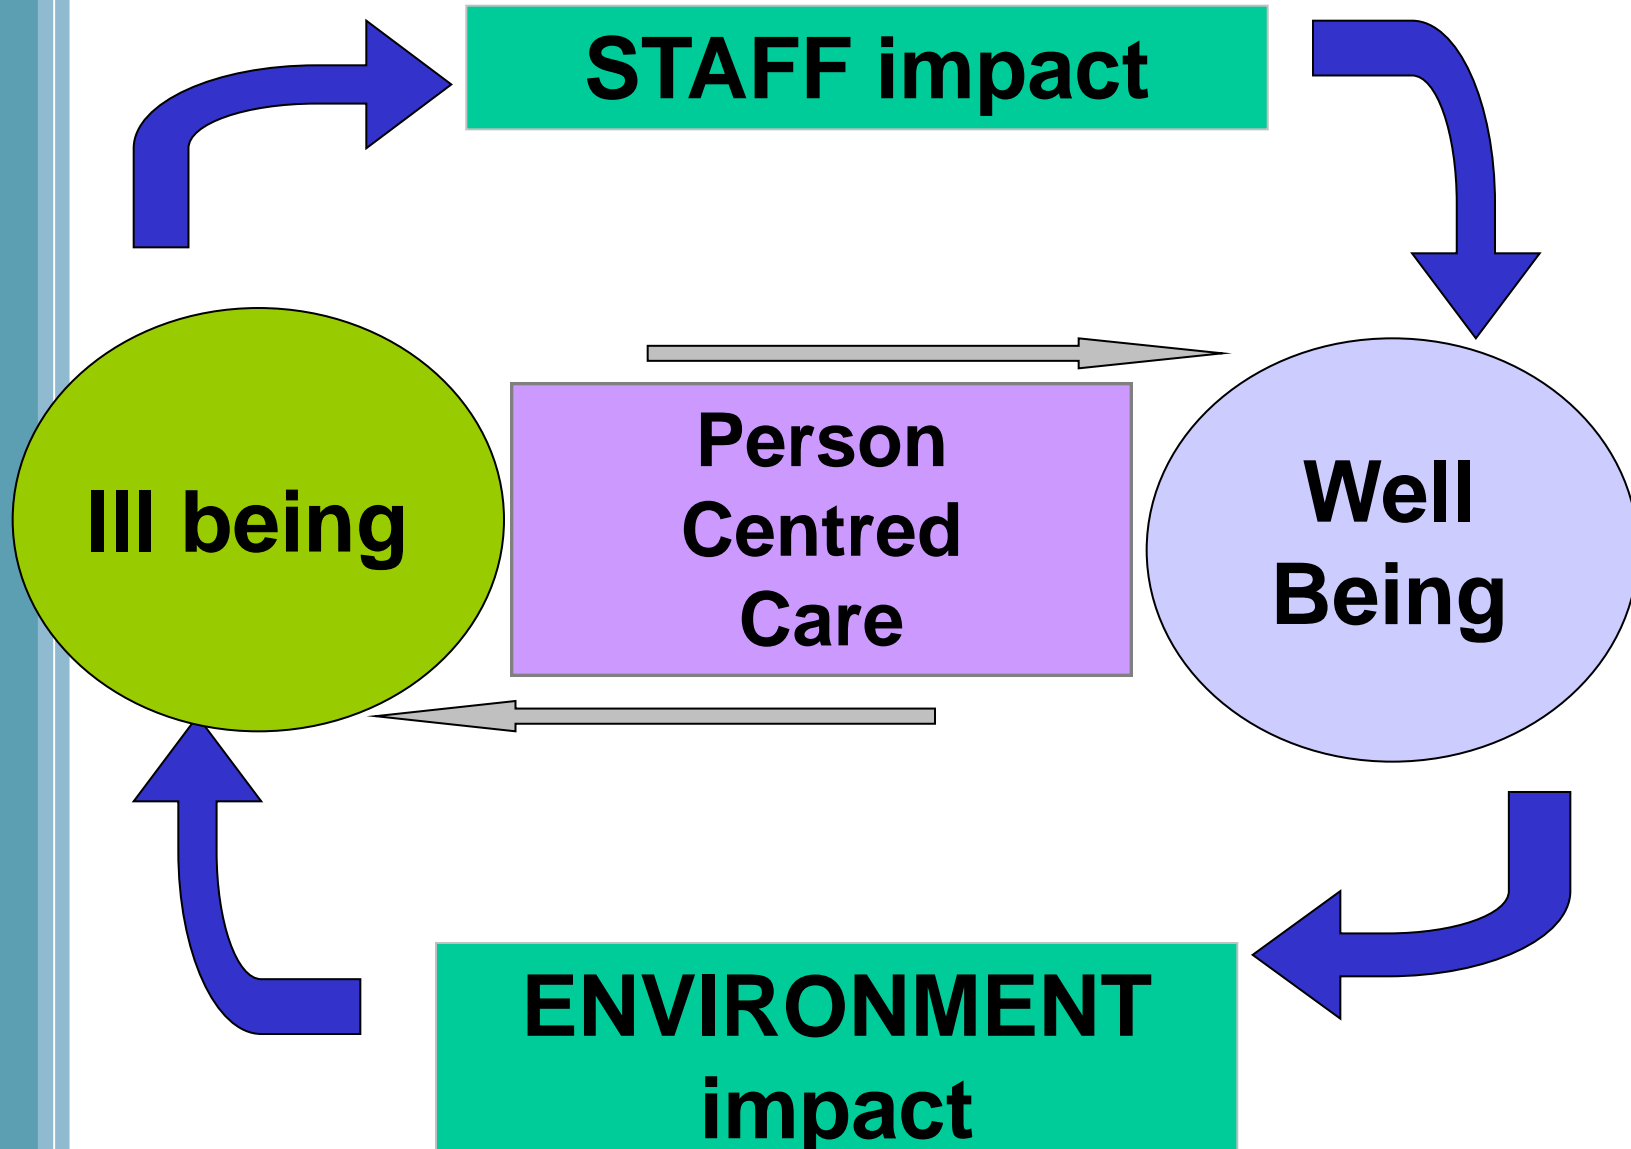 STAFF impact
Ill being
Person
Centred
Care
Well
Being
ENVIRONMENT
impact